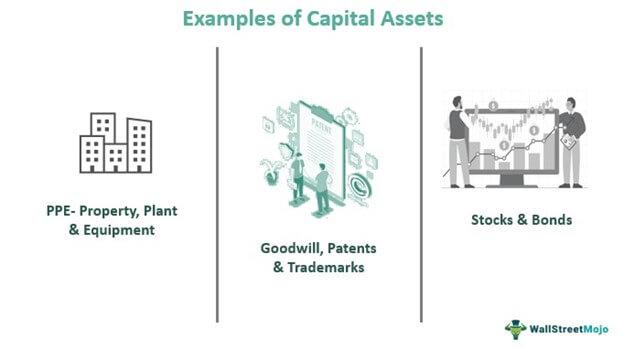 Examples of Capital Assets
PPE- Property, Plant
& Equipment
PATENT
Goodwill, Patents
& Trademarks
Stocks & Bonds
WallStreetMojo